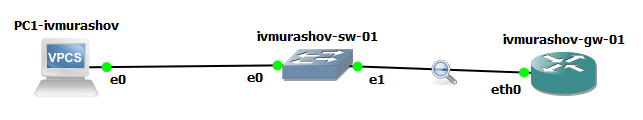 PC1-ivmurashov
ivmurashov-sw-01
ivmurashov-gw-01
VPCS
e0
e0
e1
eth0